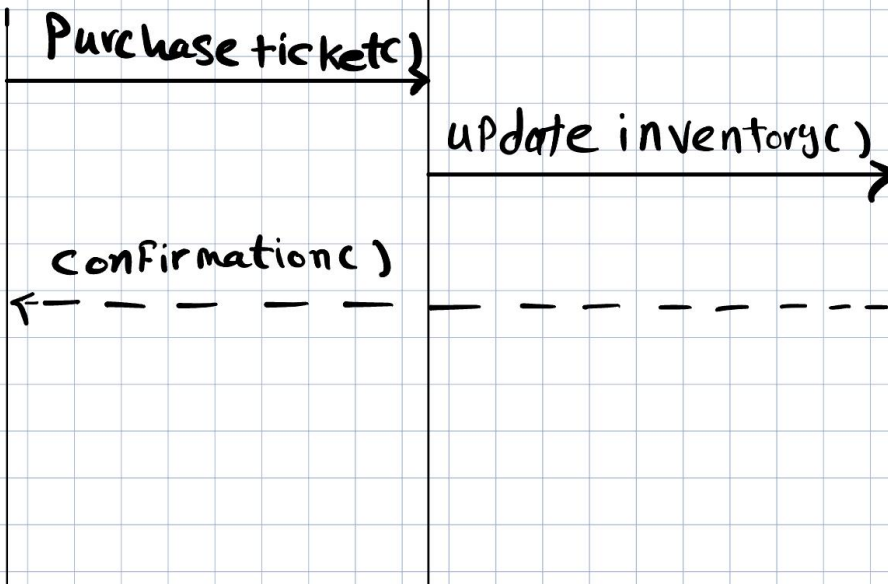 Purchase ticket()
update inventory()
confirmation()